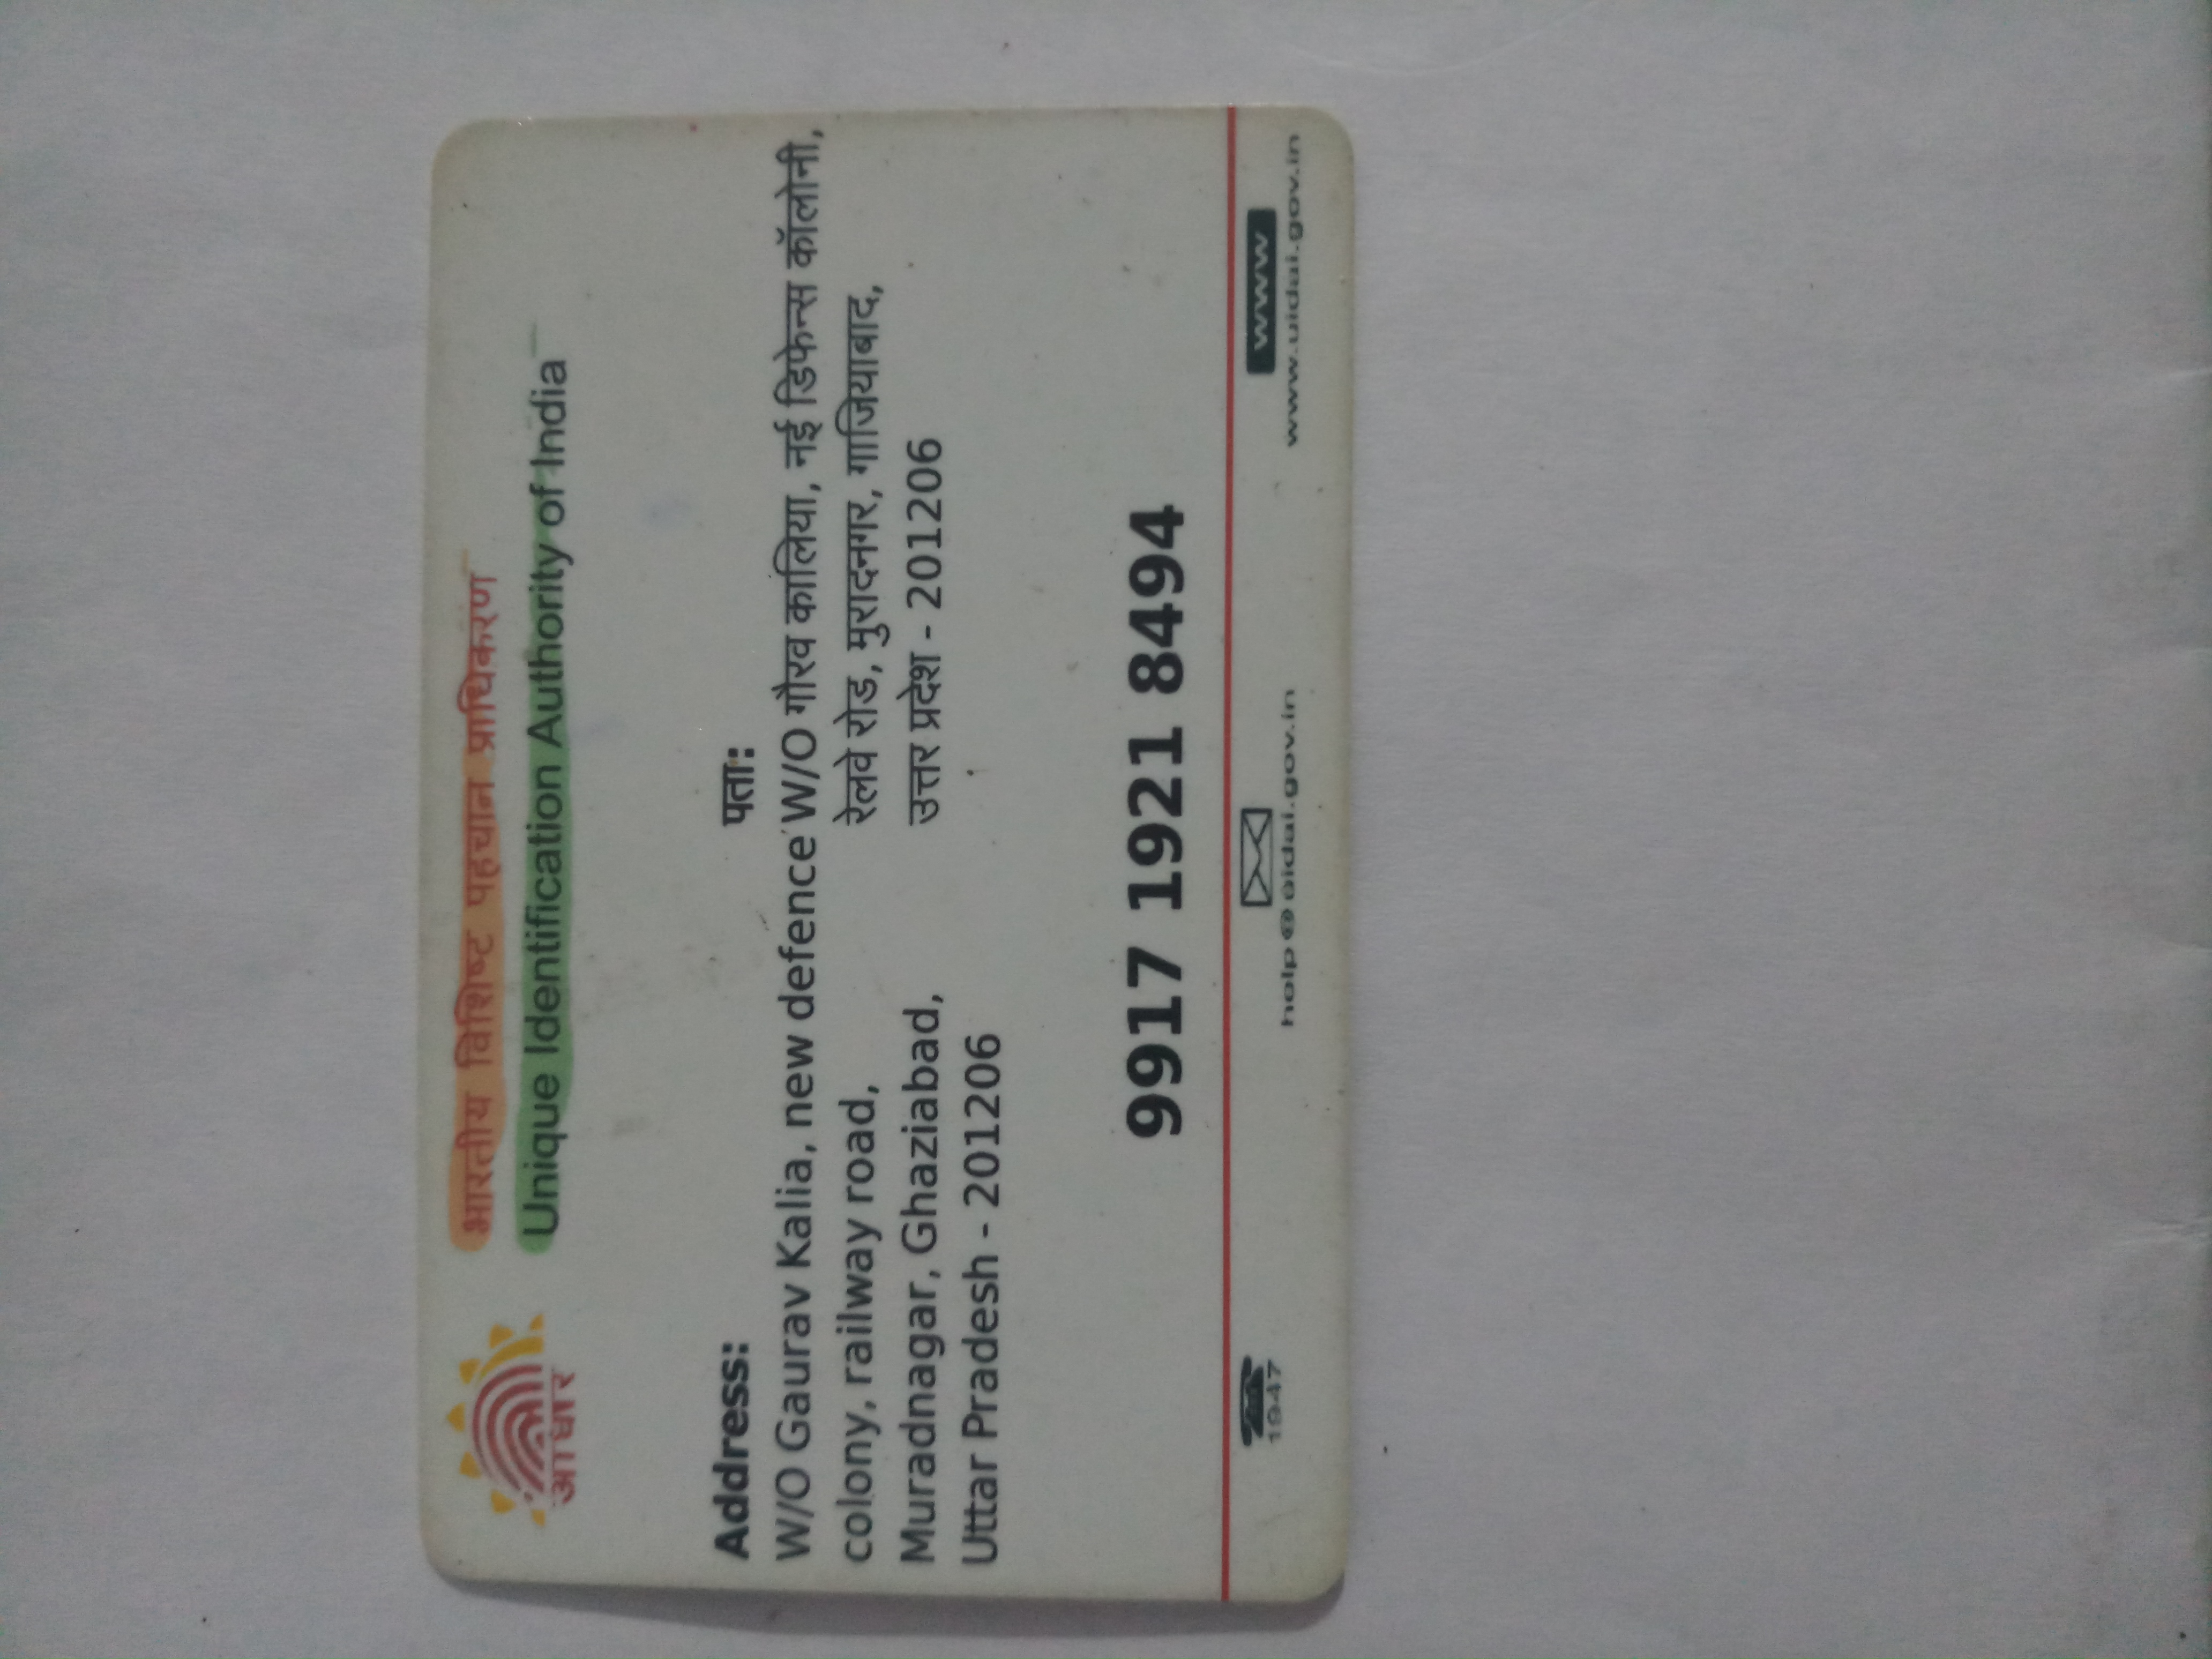 भारतीय विशिष्ट पहचान प्राधिकरण
Unique Identification Authority of India
आधार
Address:
W/O Gaurav Kalia, new defence
colony, railway road,
Muradnagar, Ghaziabad,
Uttar Pradesh - 201206
पता:
W/O गौरव कालिया, नई डिफेन्स कॉलोनी,
रेलवे रोड, मुरादनगर, गाजियाबाद,
उत्तर प्रदेश - 201206
9917 1921 8494
1947
help@uidai.gov.in
www
www.uidai.gov.in